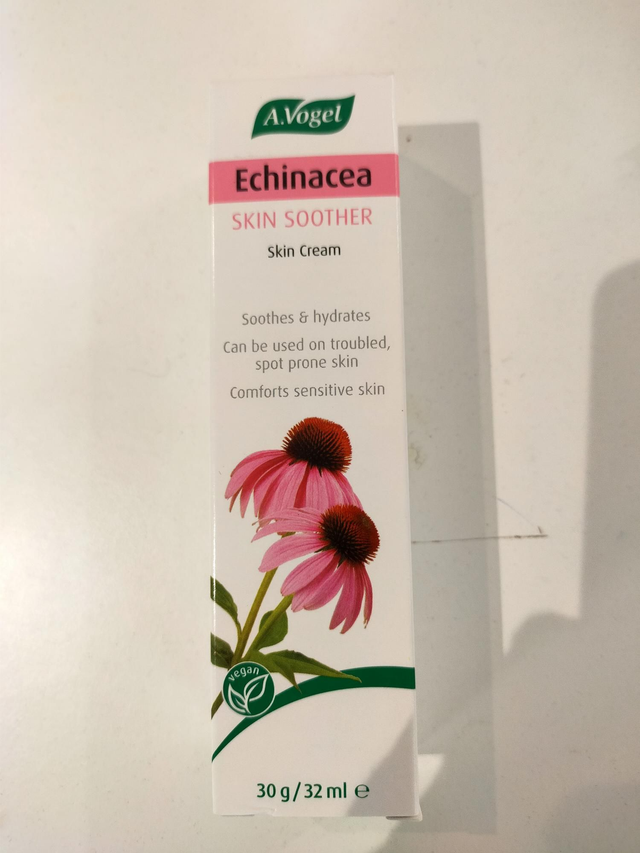 A.Vogel
Echinacea
SKIN SOOTHER
Skin Cream
Soothes & hydrates
Can be used on troubled,
spot prone skin
Comforts sensitive skin
vegan
30 g / 32 ml ℮